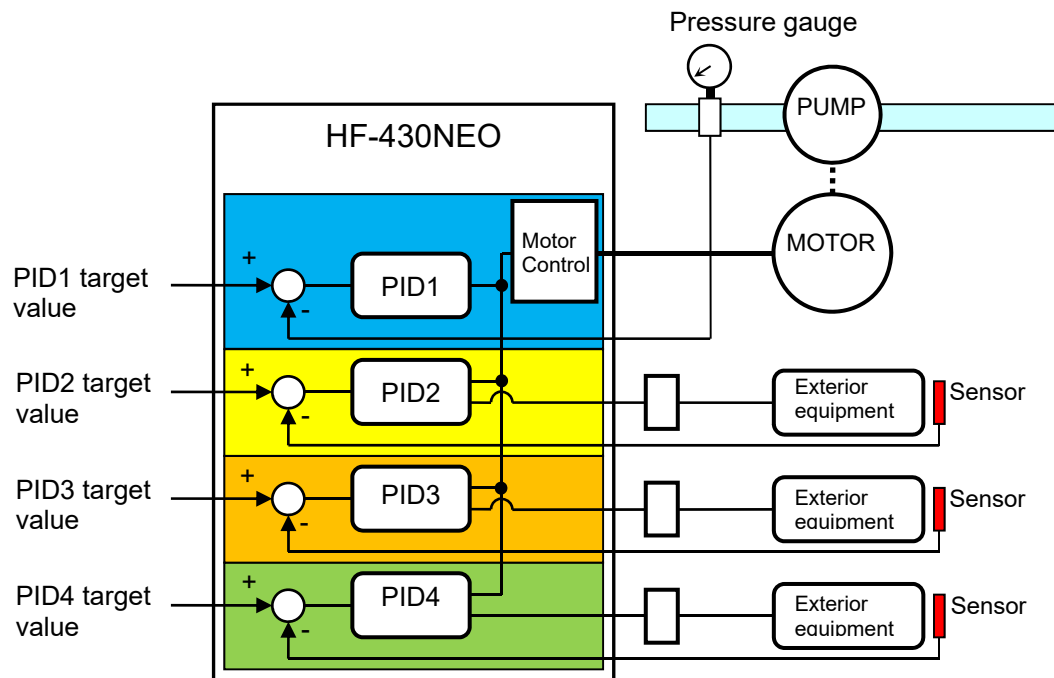 Pressure gauge
PUMP
HF-430NEO
MOTOR
Motor
Control
+
PID1 target
value
-
PID1
+
PID2 target
value
-
PID2
Exterior
equipment
Sensor
+
PID3 target
value
-
PID3
Exterior
equipment
Sensor
+
PID4 target
value
-
PID4
Exterior
equipment
Sensor